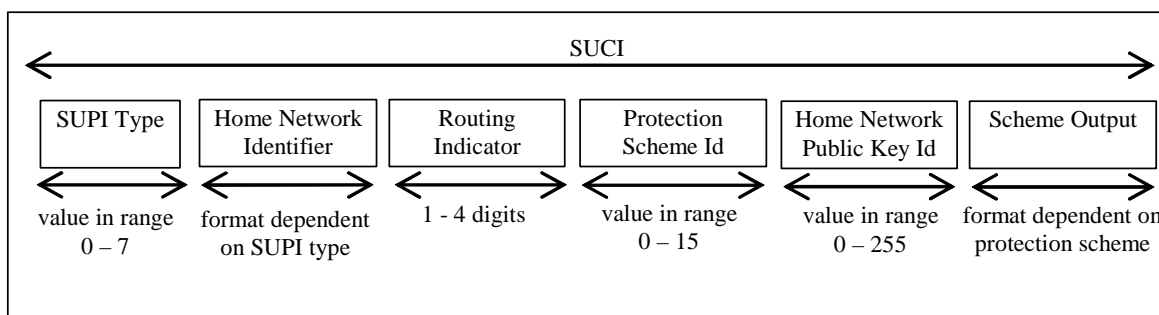 SUCI
SUPI Type
Home Network
Identifier
Routing
Indicator
Protection
Scheme Id
Home Network
Public Key Id
Scheme Output
value in range
0 – 7
format dependent
on SUPI type
1 - 4 digits
value in range
0 – 15
value in range
0 – 255
format dependent on
protection scheme